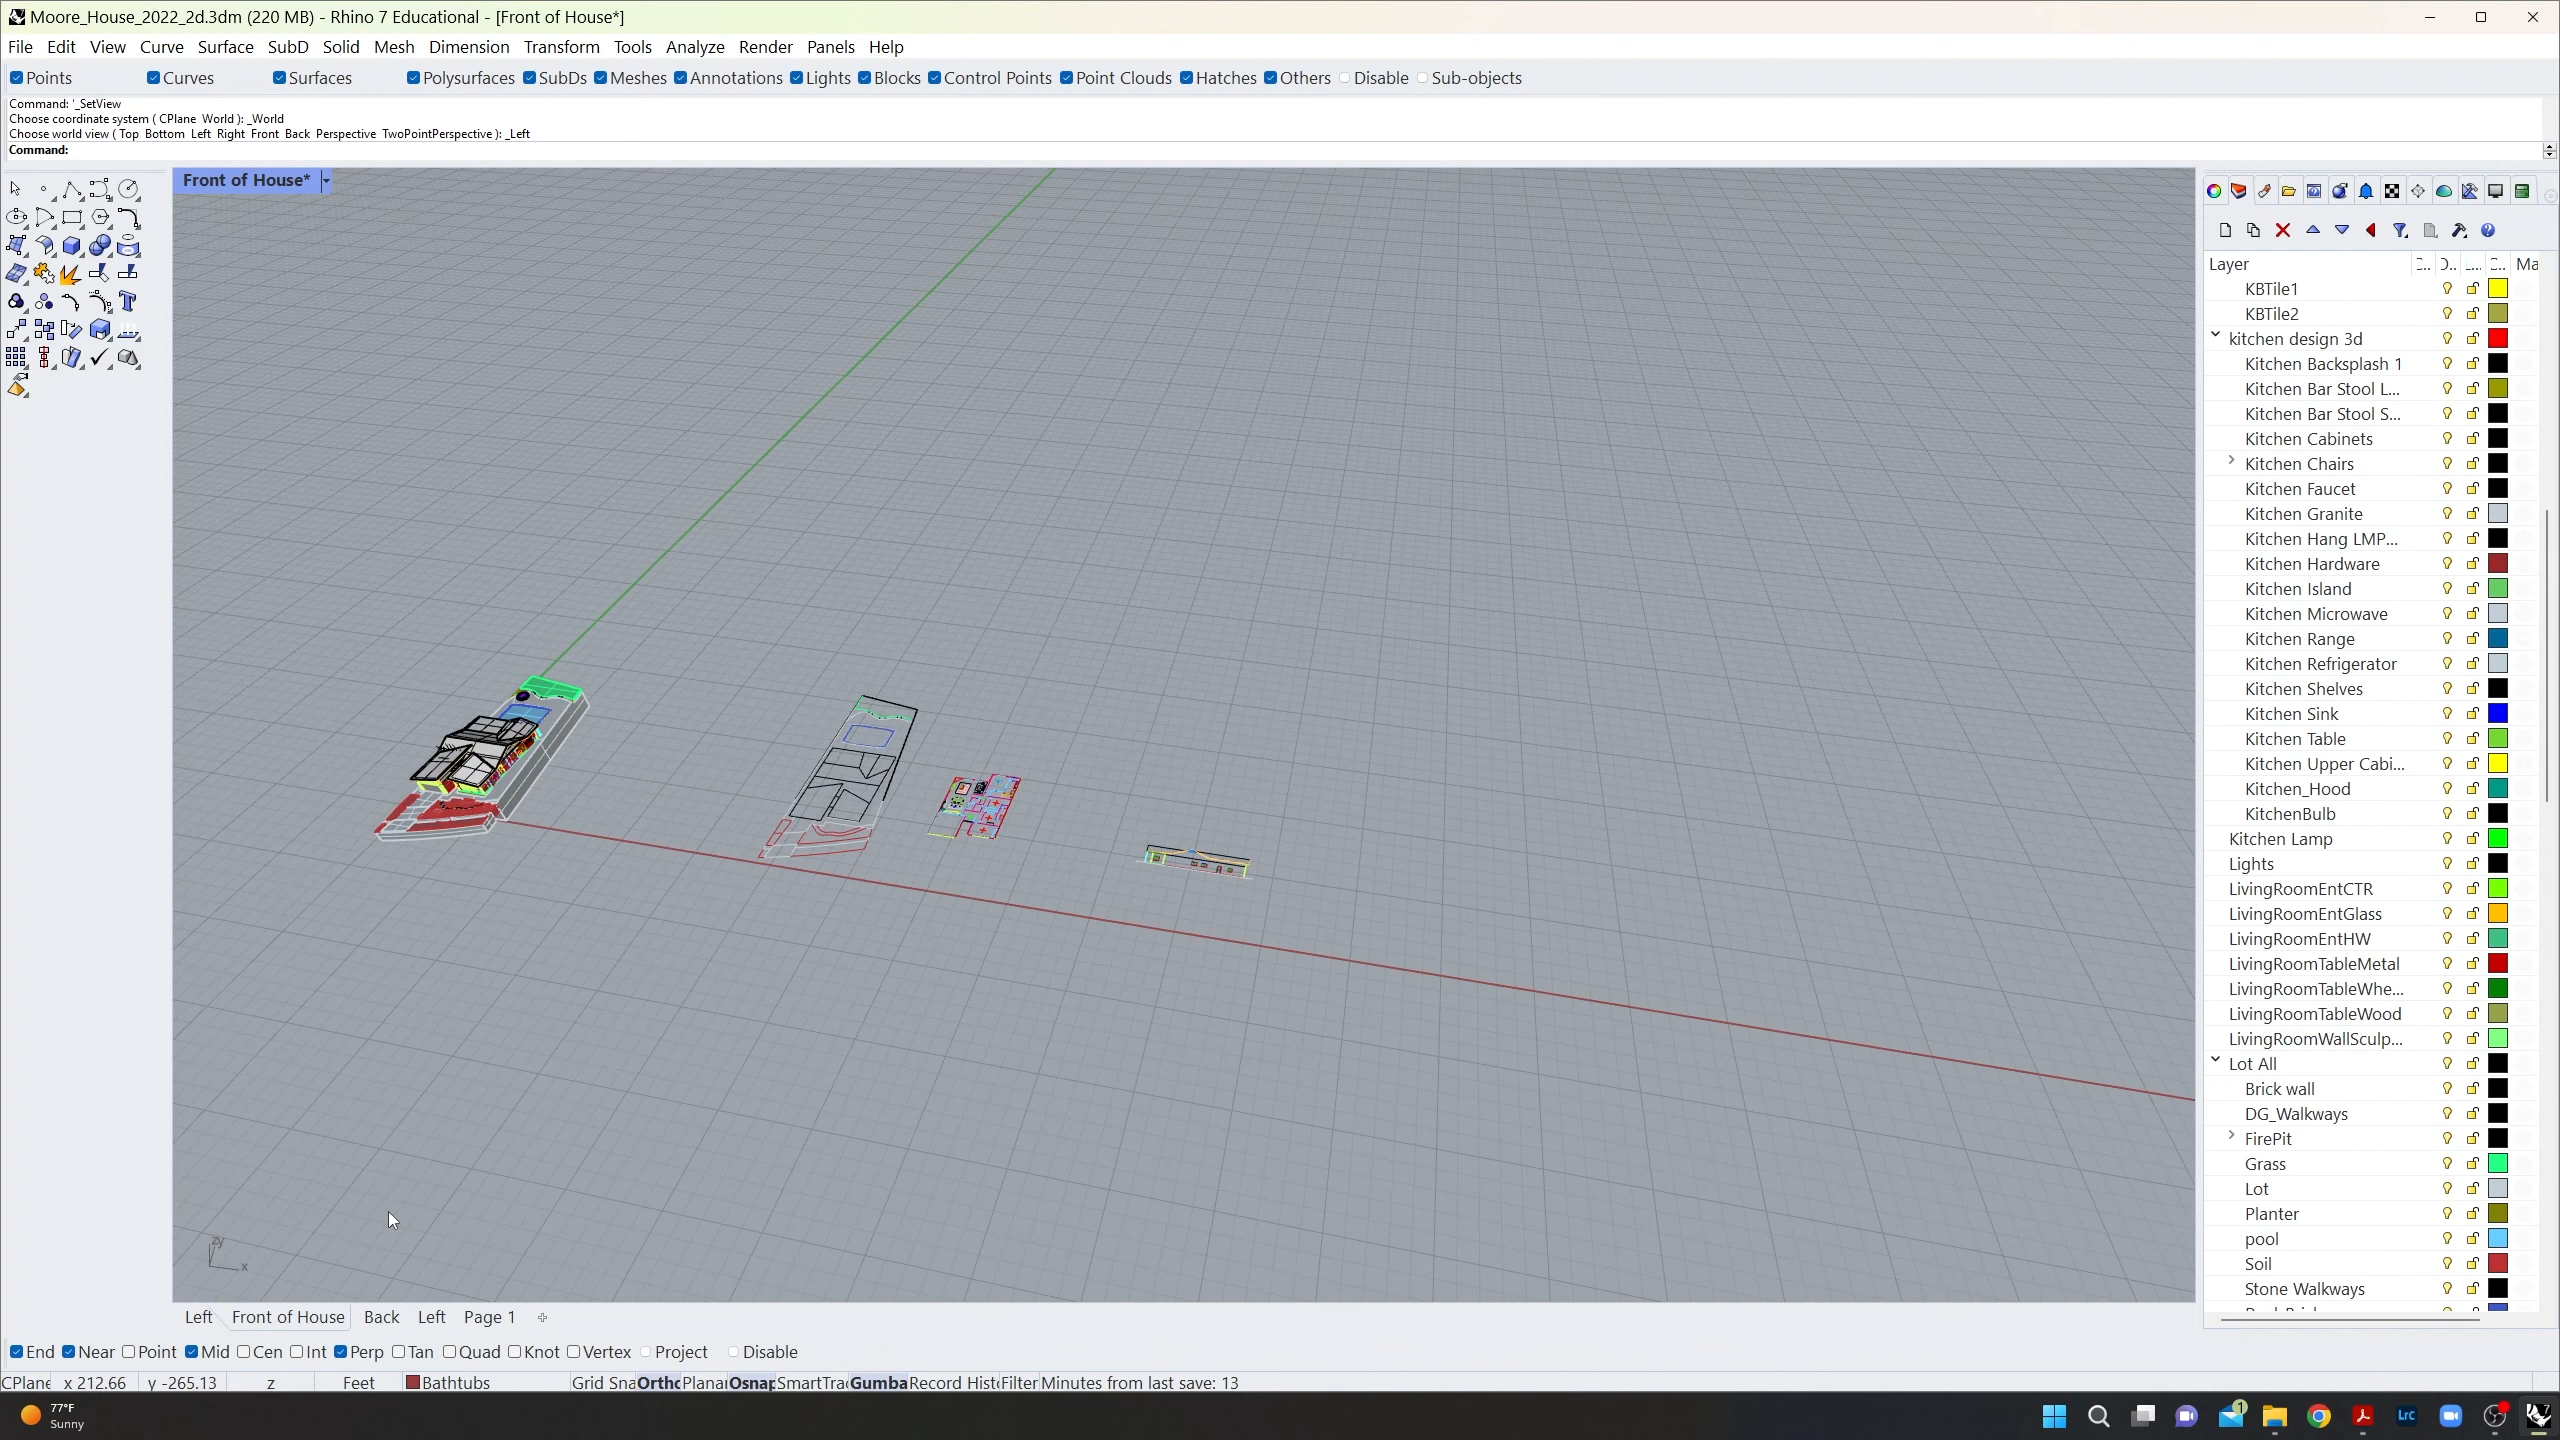 Moore_House_2022_2d.3dm (220 MB) - Rhino 7 Educational - [Front of House*]
File Edit View Curve Surface SubD Solid Mesh Dimension Transform Tools Analyze Render Panels Help
Points Curves Surfaces Polysurfaces SubDs Meshes Annotations Lights Blocks Control Points Point Clouds Hatches Others Disable Sub-objects
Command: '_SetView
Choose coordinate system ( CPlane World ): _World
Choose world view ( Top Bottom Left Right Front Back Perspective TwoPointPerspective ): _Left
Command:
Front of House*
Layer Ma
KBTile1
KBTile2
kitchen design 3d
Kitchen Backsplash 1
Kitchen Bar Stool L...
Kitchen Bar Stool S...
Kitchen Cabinets
Kitchen Chairs
Kitchen Faucet
Kitchen Granite
Kitchen Hang LMP...
Kitchen Hardware
Kitchen Island
Kitchen Microwave
Kitchen Range
Kitchen Refrigerator
Kitchen Shelves
Kitchen Sink
Kitchen Table
Kitchen Upper Cabi...
Kitchen_Hood
KitchenBulb
Kitchen Lamp
Lights
LivingRoomEntCTR
LivingRoomEntGlass
LivingRoomEntHW
LivingRoomTableMetal
LivingRoomTableWhe...
LivingRoomTableWood
LivingRoomWallSculp...
Lot All
Brick wall
DG_Walkways
FirePit
Grass
Lot
Planter
pool
Soil
Stone Walkways
zy
x
Left Front of House Back Left Page 1
End Near Point Mid Cen Int Perp Tan Quad Knot Vertex Project Disable
CPlane x 212.66 y -265.13 z Feet Bathtubs Grid Sna Ortho Planar Osnap SmartTra Gumba Record Histo Filter Minutes from last save: 13
77°F
Sunny
1
Lrc